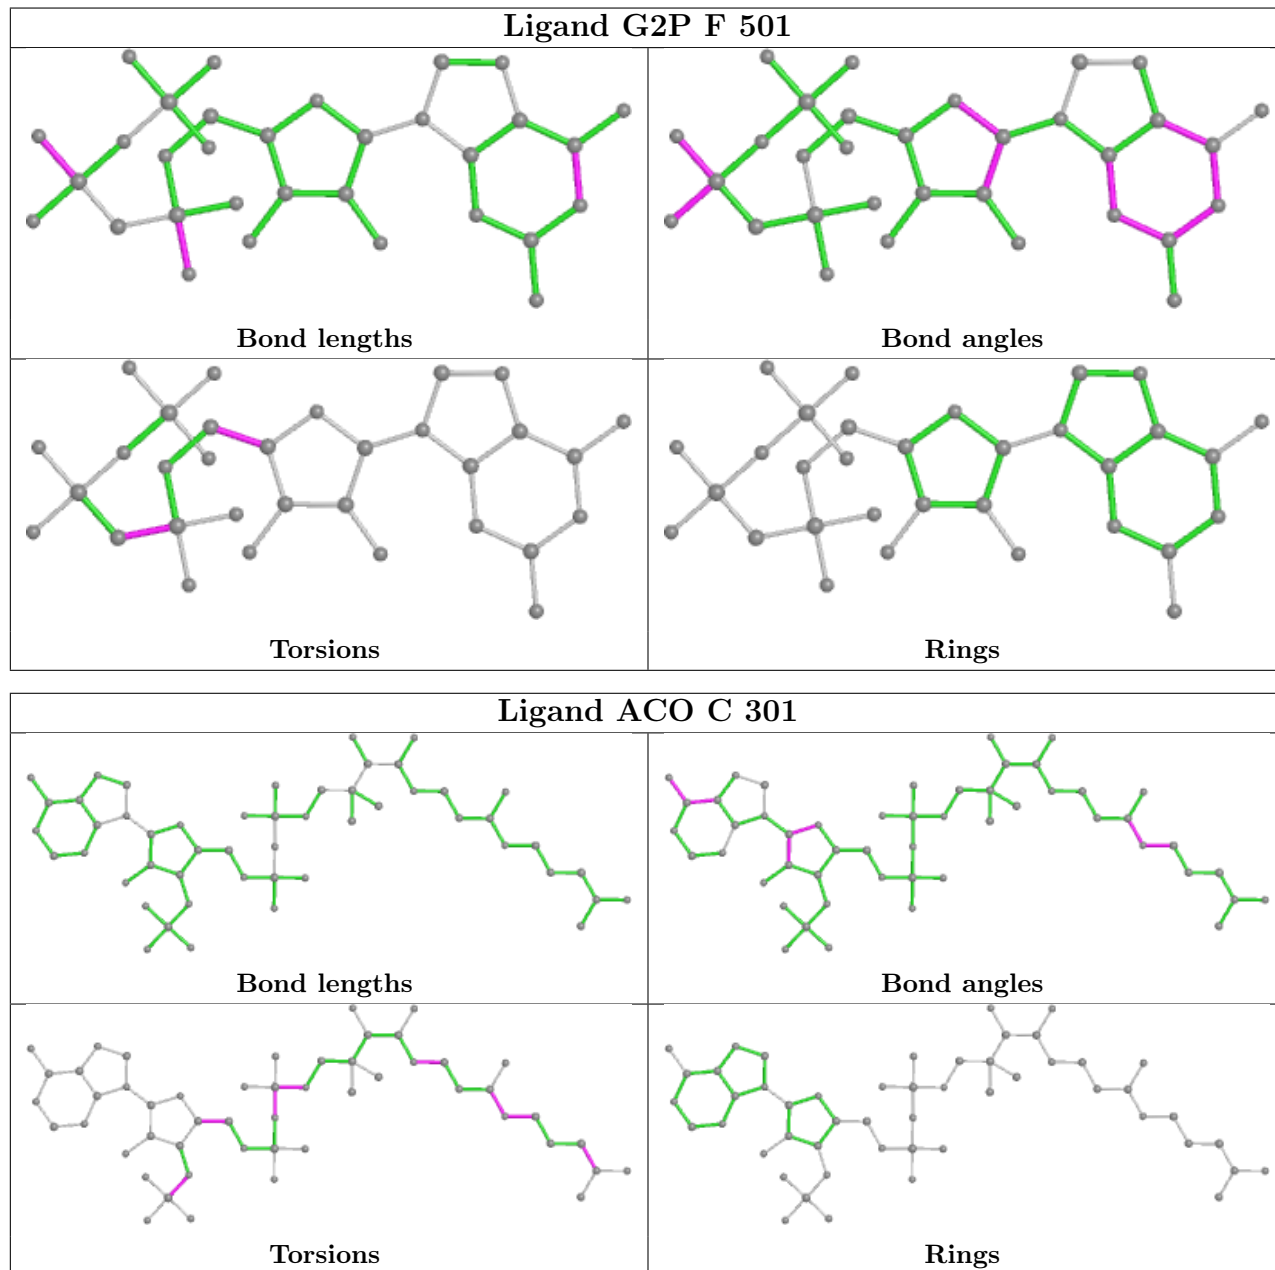 Ligand G2P F 501
Bond lengths
Bond angles
Torsions
Rings
Ligand ACO C 301
Bond lengths
Bond angles
Torsions
Rings